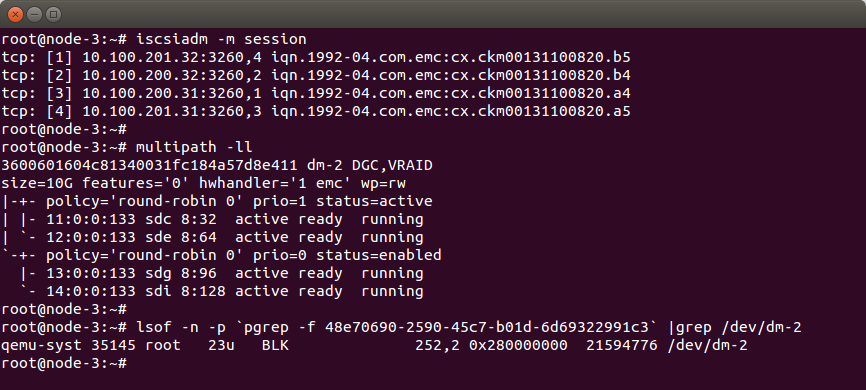 root@node-3:~# iscsiadm -m session
tcp: [1] 10.100.201.32:3260,4 iqn.1992-04.com.emc:cx.ckm00131100820.b5
tcp: [2] 10.100.200.32:3260,2 iqn.1992-04.com.emc:cx.ckm00131100820.b4
tcp: [3] 10.100.200.31:3260,1 iqn.1992-04.com.emc:cx.ckm00131100820.a4
tcp: [4] 10.100.201.31:3260,3 iqn.1992-04.com.emc:cx.ckm00131100820.a5
root@node-3:~#
root@node-3:~# multipath -ll
3600601604c81340031fc184a57d8e411 dm-2 DGC,VRAID
size=10G features='0' hwhandler='1 emc' wp=rw
|-+- policy='round-robin 0' prio=1 status=active
| |- 11:0:0:133 sdc 8:32  active ready  running
| `- 12:0:0:133 sde 8:64  active ready  running
`-+- policy='round-robin 0' prio=0 status=enabled
  |- 13:0:0:133 sdg 8:96  active ready  running
  `- 14:0:0:133 sdi 8:128 active ready  running
root@node-3:~#
root@node-3:~# lsof -n -p `pgrep -f 48e70690-2590-45c7-b01d-6d69322991c3` |grep /dev/dm-2
qemu-syst 35145 root   23u   BLK              252,2 0x280000000  21594776 /dev/dm-2
root@node-3:~#